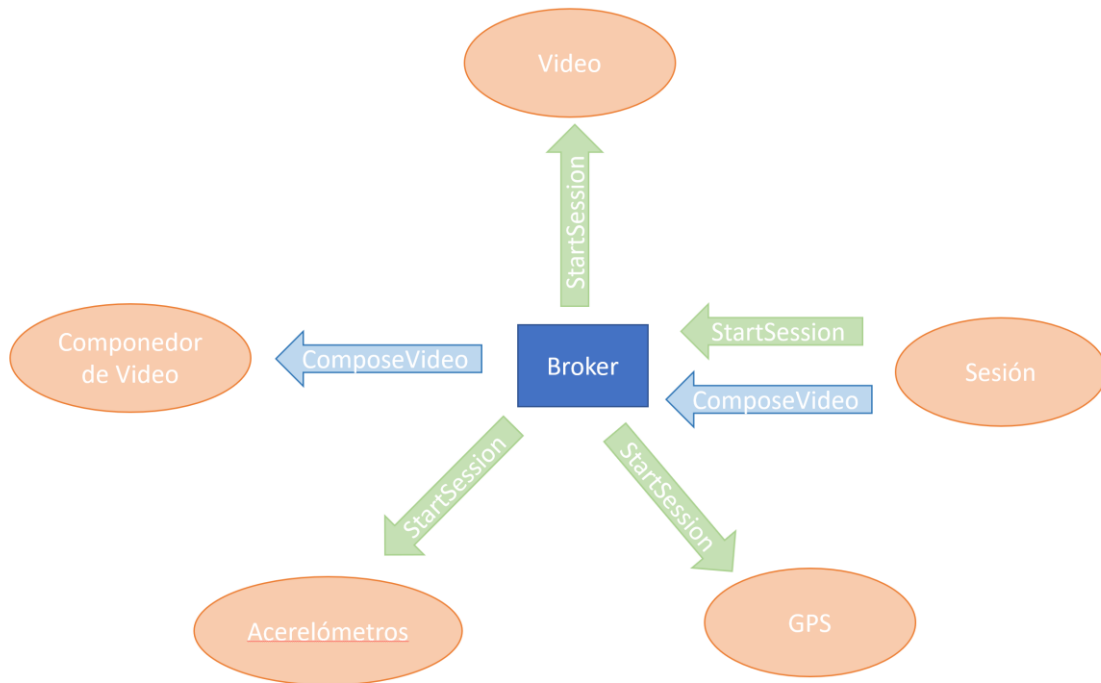 Video
StartSession
StartSession
Componedor
de Video
ComposeVideo
Broker
ComposeVideo
Sesión
StartSession
StartSession
Acerelómetros
GPS